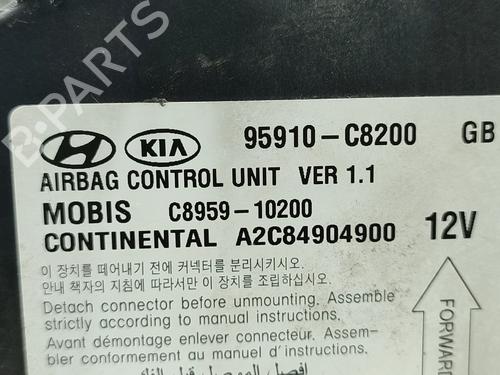 HYUNDAI KIA 95910-C8200 GB
AIRBAG CONTROL UNIT VER 1.1
MOBIS C8959-10200
CONTINENTAL A2C84904900 12V
이 장치를 떼어내기 전에 커넥터를 분리시키시오.
안내 책자의 지침에 따라서만 이 장치를 조립하십시오.
Detach connector before unmounting. Assemble
strictly according to manual instructions.
Avant démontage enlever connecteur. Assem-
bler conformement au manuel d'instructions.
FORWARD
B-PARTS